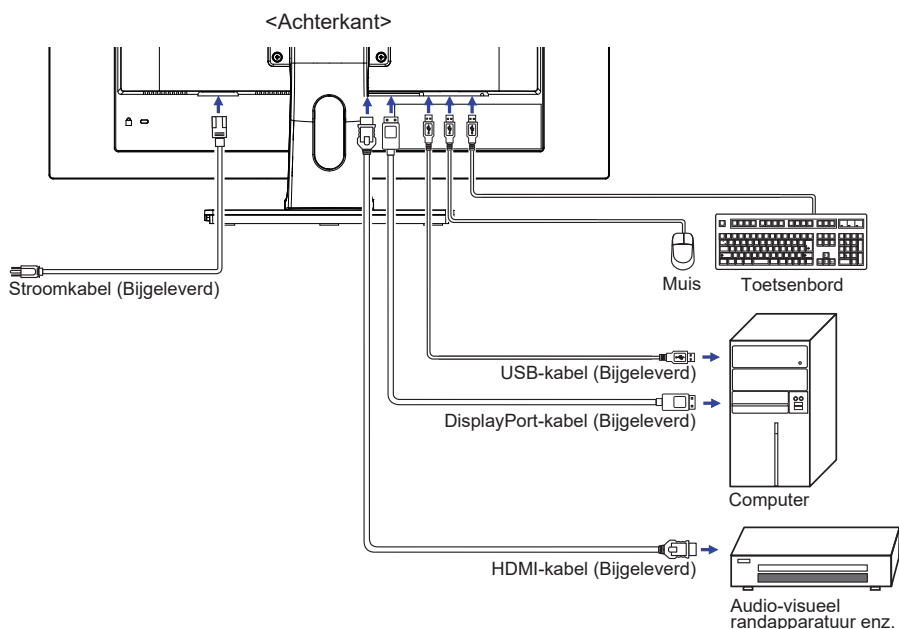 <Achterkant>
Stroomkabel (Bijgeleverd)
Muis
Toetsenbord
USB-kabel (Bijgeleverd)
DisplayPort-kabel (Bijgeleverd)
Computer
HDMI-kabel (Bijgeleverd)
Audio-visueel
randapparatuur enz.